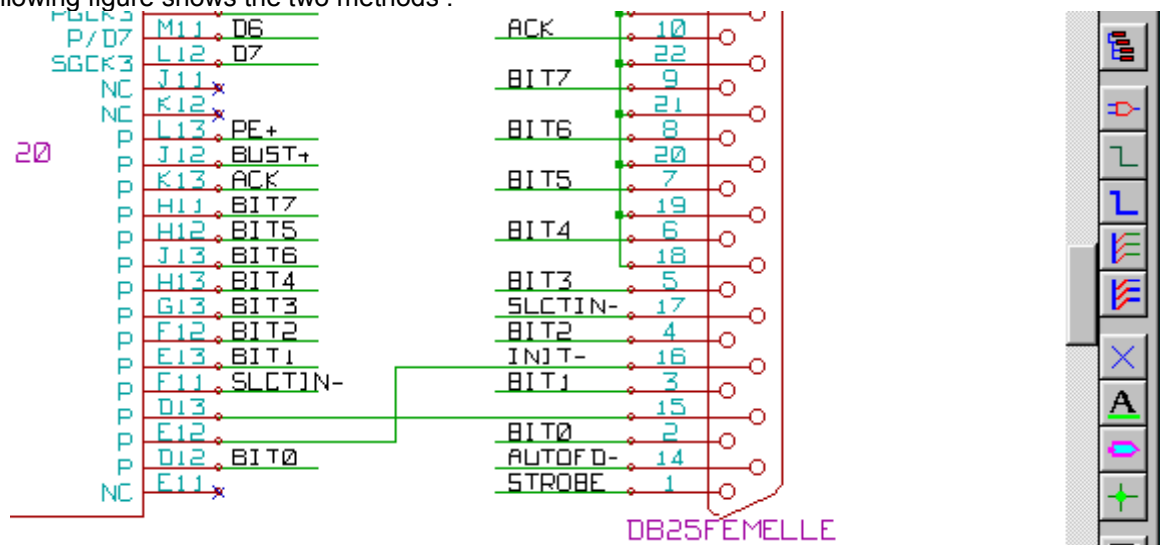 llowing figure shows the two methods :
P/D7 M11 D6 ACK 10
SGCK3 L12 D7 22
NC J11 BIT7 9
NC K12 21
P L13 PE+ BIT6 8
20 P J12 BUST+ 20
P K13 ACK BIT5 7
P H11 BIT7 19
P H12 BIT5 BIT4 6
P J13 BIT6 18
P H13 BIT4 BIT3 5
P G13 BIT3 SLCTIN- 17
P F12 BIT2 BIT2 4
P E13 BIT1 INIT- 16
P F11 SLCTIN- BIT1 3
P D13 15
P E12 BIT0 2
P D12 BIT0 AUTOFD- 14
NC E11 STROBE 1
DB25FEMELLE
A